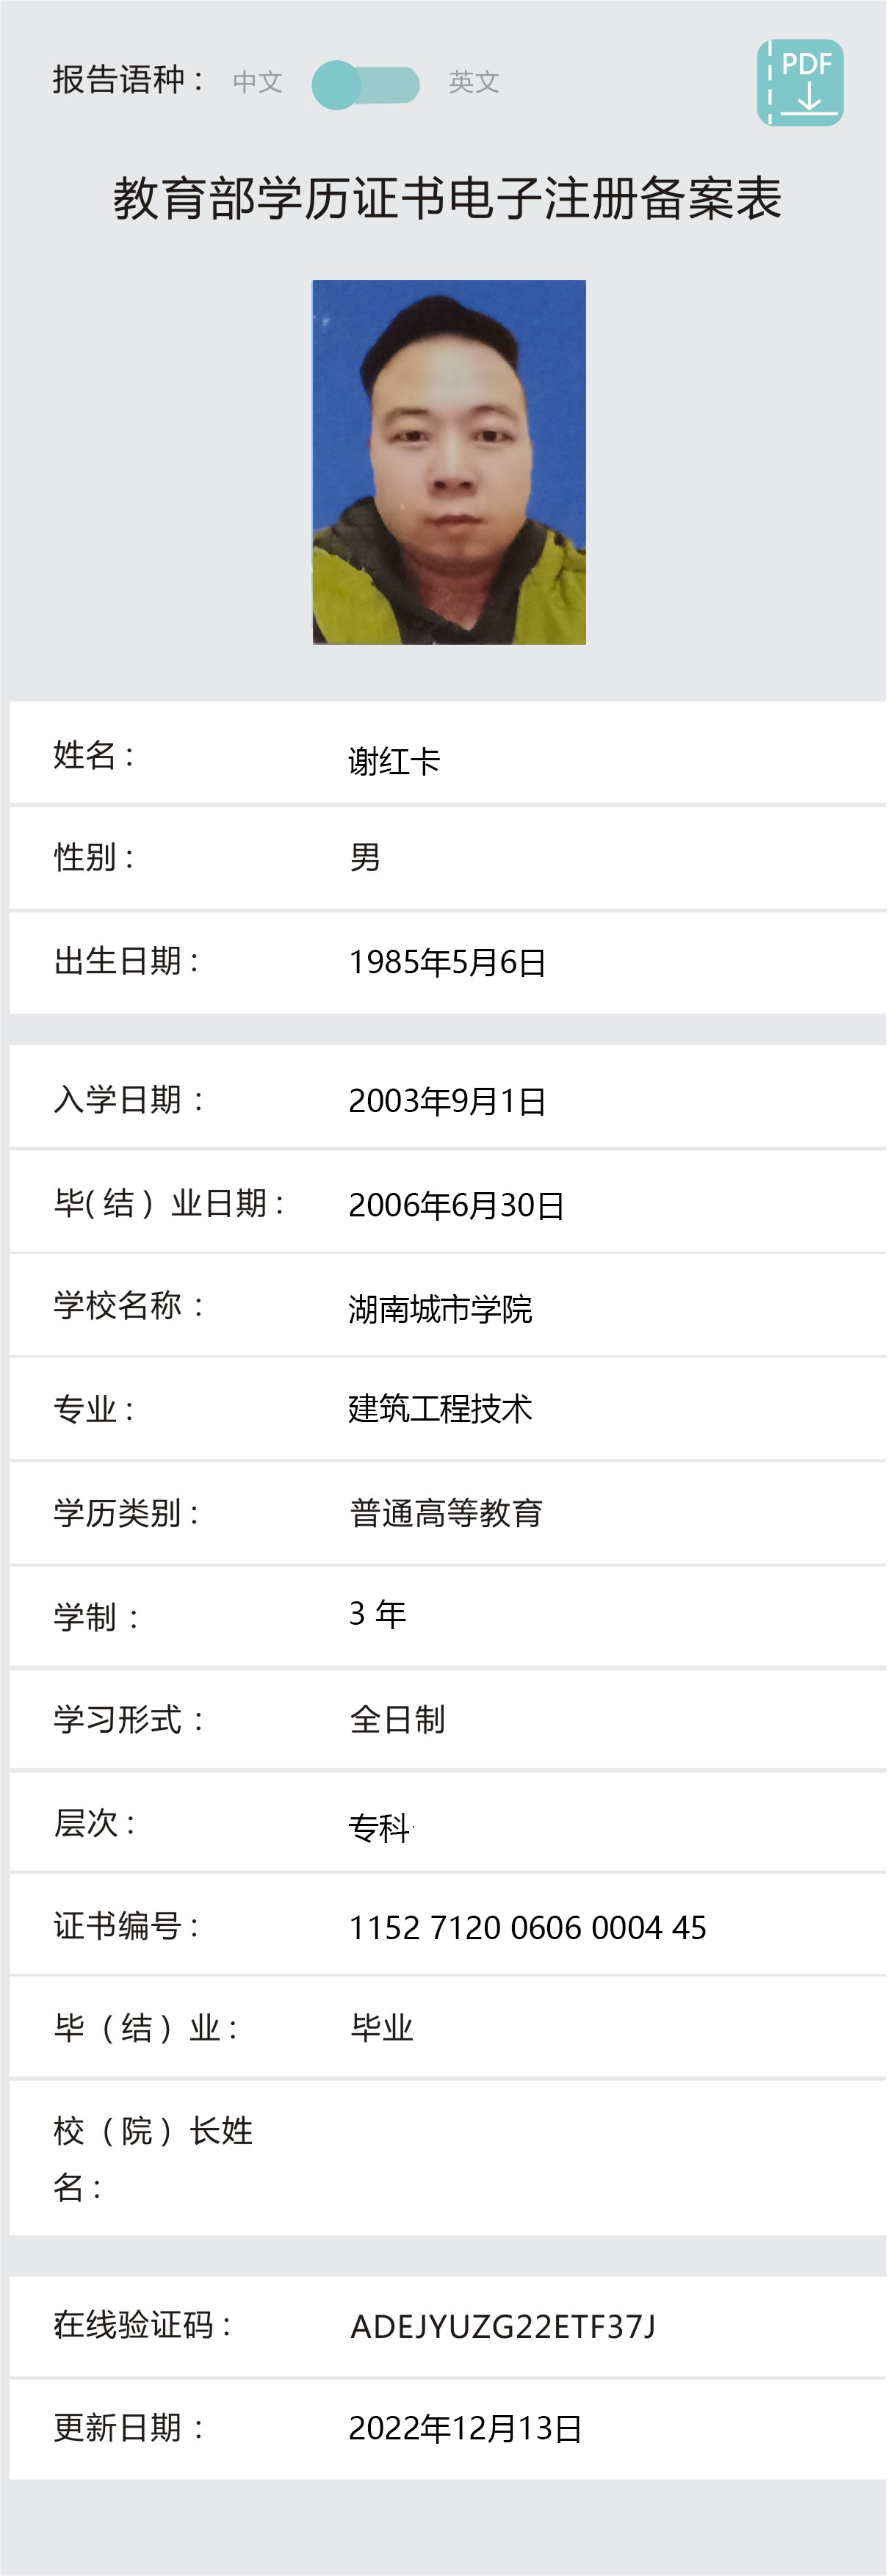 报告语种： 中文 英文 PDF
教育部学历证书电子注册备案表
姓名： 谢红卡
性别： 男
出生日期： 1985年5月6日
入学日期： 2003年9月1日
毕(结）业日期： 2006年6月30日
学校名称： 湖南城市学院
专业： 建筑工程技术
学历类别： 普通高等教育
学制： 3 年
学习形式： 全日制
层次： 专科
证书编号： 1152 7120 0606 0004 45
毕（结）业： 毕业
校（院）长姓
名：
在线验证码： ADEJYUZG22ETF37J
更新日期： 2022年12月13日